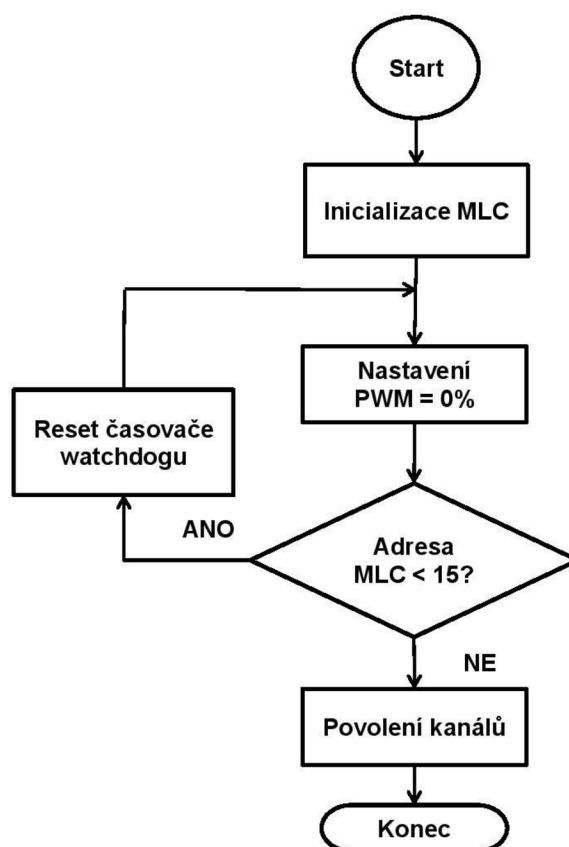 Start
Inicializace MLC
Nastavení
PWM = 0%
Reset časovače
watchdogu
ANO
Adresa
MLC < 15?
NE
Povolení kanálů
Konec